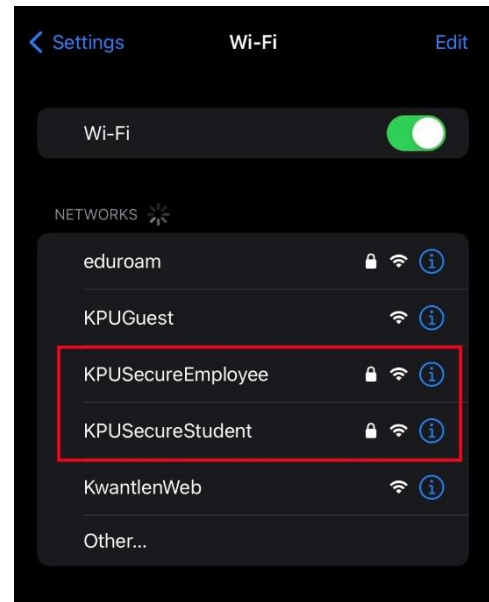 Settings Wi-Fi Edit
Wi-Fi
NETWORKS
eduroam
KPUGuest
KPUSecureEmployee
KPUSecureStudent
KwantlenWeb
Other...